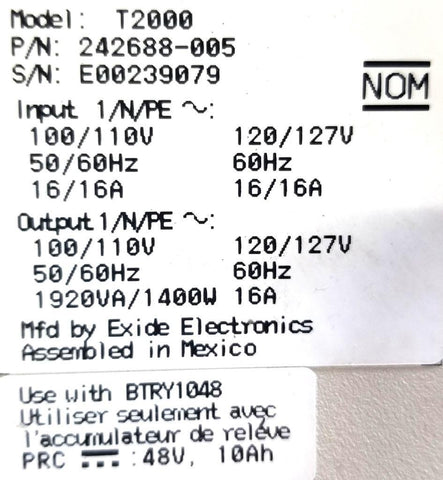 Model: T2000
P/N: 242688-005
S/N: E00239079
NOM
Input 1/N/PE ~:
100/110V 120/127V
50/60Hz 60Hz
16/16A 16/16A
Output 1/N/PE ~:
100/110V 120/127V
50/60Hz 60Hz
1920VA/1400W 16A
Mfd by Exide Electronics
Assembled in Mexico
Use with BTRY1048
Utiliser seulement avec
l'accumulateur de relève
PRC ⎓ : 48V, 10Ah